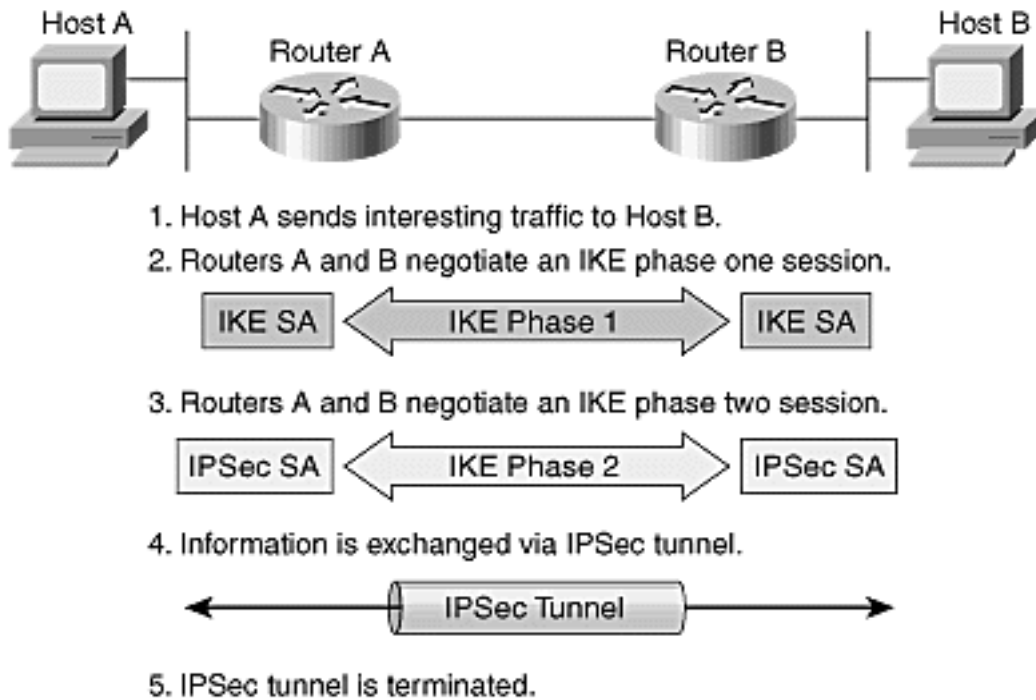 Host A
Host B
Router A
Router B
1. Host A sends interesting traffic to Host B.
2. Routers A and B negotiate an IKE phase one session.
IKE SA
IKE Phase 1
IKE SA
3. Routers A and B negotiate an IKE phase two session.
IPSec SA
IKE Phase 2
IPSec SA
4. Information is exchanged via IPSec tunnel.
IPSec Tunnel
5. IPSec tunnel is terminated.